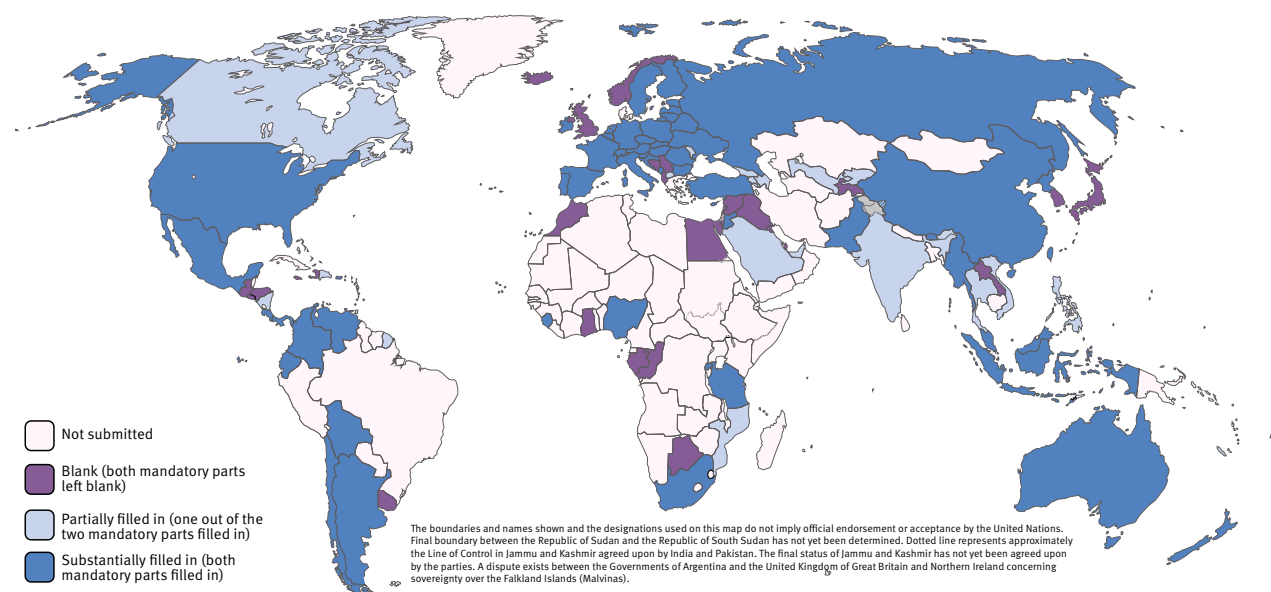 Not submitted
Blank (both mandatory parts
left blank)
Partially filled in (one out of the
two mandatory parts filled in)
Substantially filled in (both
mandatory parts filled in)
The boundaries and names shown and the designations used on this map do not imply official endorsement or acceptance by the United Nations.
Final boundary between the Republic of Sudan and the Republic of South Sudan has not yet been determined. Dotted line represents approximately
the Line of Control in Jammu and Kashmir agreed upon by India and Pakistan. The final status of Jammu and Kashmir has not yet been agreed upon
by the parties. A dispute exists between the Governments of Argentina and the United Kingdom of Great Britain and Northern Ireland concerning
sovereignty over the Falkland Islands (Malvinas).